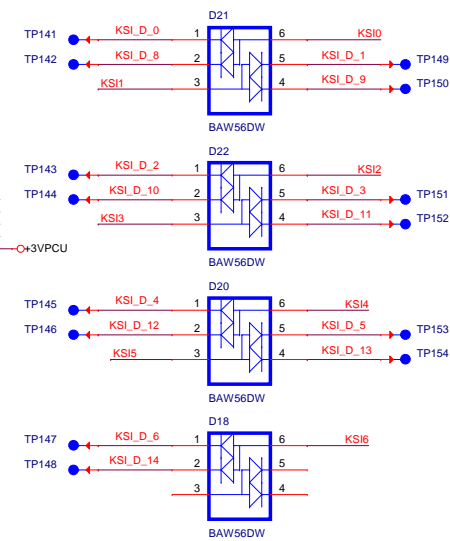 D21
TP141 KSI_D_0 1 6 KSI0
TP142 KSI_D_8 2 5 KSI_D_1 TP149
KSI1 3 4 KSI_D_9 TP150
BAW56DW
D22
TP143 KSI_D_2 1 6 KSI2
TP144 KSI_D_10 2 5 KSI_D_3 TP151
KSI3 3 4 KSI_D_11 TP152
+3VPCU
BAW56DW
D20
TP145 KSI_D_4 1 6 KSI4
TP146 KSI_D_12 2 5 KSI_D_5 TP153
KSI5 3 4 KSI_D_13 TP154
BAW56DW
D18
TP147 KSI_D_6 1 6 KSI6
TP148 KSI_D_14 2 5
3 4
BAW56DW